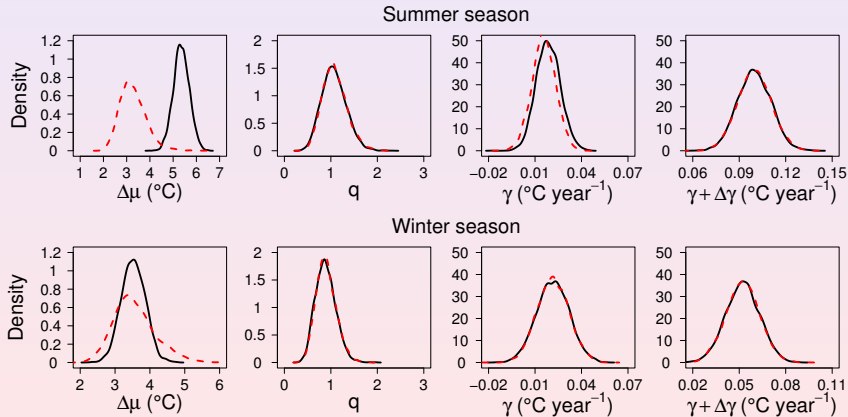 Summer season
Density
0 0.2 0.4 0.6 0.8 1 1.2
1 2 3 4 5 6 7
Δμ (°C)
0 0.5 1 1.5 2
0 1 2 3
q
0 10 20 30 40 50
−0.02 0.01 0.04 0.07
γ (°C year⁻¹)
0 10 20 30 40 50
0.06 0.09 0.12 0.15
γ + Δγ (°C year⁻¹)
Winter season
Density
0 0.2 0.4 0.6 0.8 1 1.2
2 3 4 5 6
Δμ (°C)
0 0.5 1 1.5 2
0 1 2 3
q
0 10 20 30 40 50
−0.02 0.01 0.04 0.07
γ (°C year⁻¹)
0 10 20 30 40 50
0.02 0.05 0.08 0.11
γ + Δγ (°C year⁻¹)